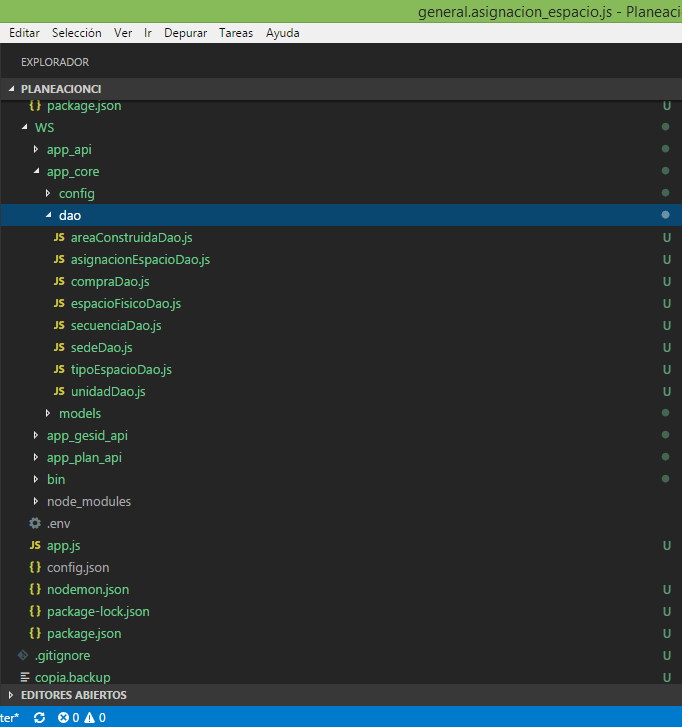 general.asignacion_espacio.js - Planeaci
Editar Selección Ver Ir Depurar Tareas Ayuda
EXPLORADOR
PLANEACIONCI
{} package.json U
WS
app_api
app_core
config
dao
JS areaConstruidaDao.js U
JS asignacionEspacioDao.js U
JS compraDao.js U
JS espacioFisicoDao.js U
JS secuenciaDao.js U
JS sedeDao.js U
JS tipoEspacioDao.js U
JS unidadDao.js U
models
app_gesid_api
app_plan_api
bin
node_modules
.env
JS app.js U
{} config.json
{} nodemon.json U
{} package-lock.json U
{} package.json U
.gitignore U
copia.backup U
EDITORES ABIERTOS
ter* 0 0